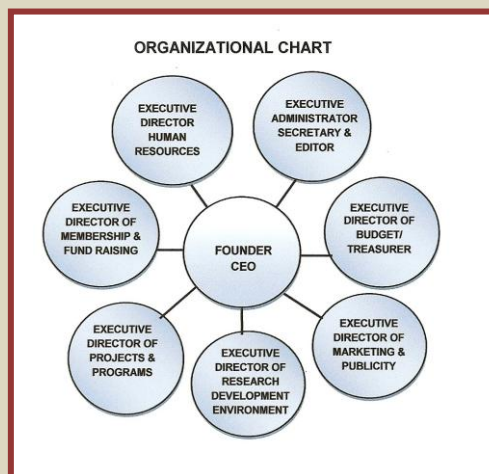 ORGANIZATIONAL CHART
EXECUTIVE
DIRECTOR
HUMAN
RESOURCES
EXECUTIVE
ADMINISTRATOR
SECRETARY &
EDITOR
EXECUTIVE
DIRECTOR OF
MEMBERSHIP &
FUND RAISING
FOUNDER
CEO
EXECUTIVE
DIRECTOR OF
BUDGET/
TREASURER
EXECUTIVE
DIRECTOR OF
PROJECTS &
PROGRAMS
EXECUTIVE
DIRECTOR OF
RESEARCH
DEVELOPMENT
ENVIRONMENT
EXECUTIVE
DIRECTOR OF
MARKETING &
PUBLICITY